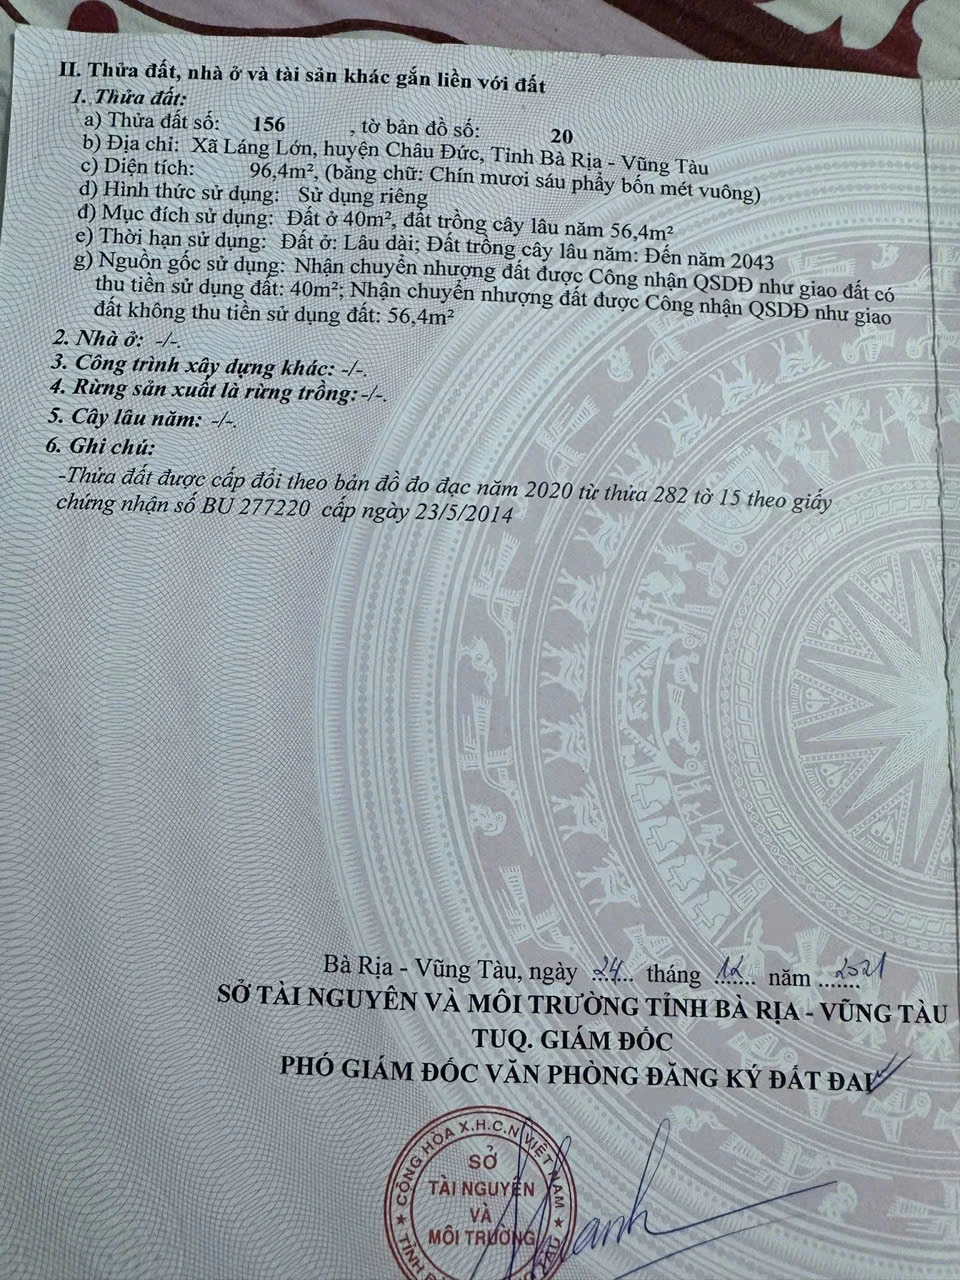 II. Thửa đất, nhà ở và tài sản khác gắn liền với đất
1. Thửa đất:
a) Thửa đất số: 156 , tờ bản đồ số: 20
b) Địa chỉ: Xã Láng Lớn, huyện Châu Đức, Tỉnh Bà Rịa - Vũng Tàu
c) Diện tích: 96,4m², (bằng chữ: Chín mươi sáu phẩy bốn mét vuông)
d) Hình thức sử dụng: Sử dụng riêng
đ) Mục đích sử dụng: Đất ở 40m², đất trồng cây lâu năm 56,4m²
e) Thời hạn sử dụng: Đất ở: Lâu dài; Đất trồng cây lâu năm: Đến năm 2043
g) Nguồn gốc sử dụng: Nhận chuyển nhượng đất được Công nhận QSDĐ như giao đất có
thu tiền sử dụng đất: 40m²; Nhận chuyển nhượng đất được Công nhận QSDĐ như giao
đất không thu tiền sử dụng đất: 56,4m²
2. Nhà ở: -/-.
3. Công trình xây dựng khác: -/-.
4. Rừng sản xuất là rừng trồng: -/-.
5. Cây lâu năm: -/-.
6. Ghi chú:
-Thửa đất được cấp đổi theo bản đồ đo đạc năm 2020 từ thửa 282 tờ 15 theo giấy
chứng nhận số BU 277220 cấp ngày 23/5/2014
Bà Rịa - Vũng Tàu, ngày 24 tháng 12 năm 2021
SỞ TÀI NGUYÊN VÀ MÔI TRƯỜNG TỈNH BÀ RỊA - VŨNG TÀU
TUQ. GIÁM ĐỐC
PHÓ GIÁM ĐỐC VĂN PHÒNG ĐĂNG KÝ ĐẤT ĐAI
CỘNG HÒA X.H.C.N VIỆT NAM
SỞ
TÀI NGUYÊN
VÀ
MÔI TRƯỜNG